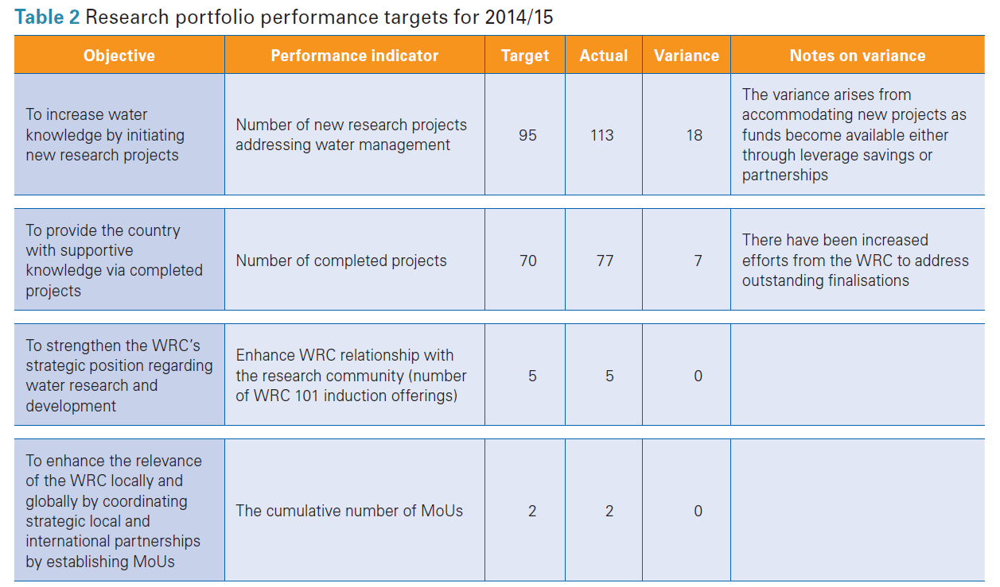 Table 2 Research portfolio performance targets for 2014/15
Objective
Performance indicator
Target
Actual
Variance
Notes on variance
To increase water
knowledge by initiating
new research projects
Number of new research projects
addressing water management
95
113
18
The variance arises from
accommodating new projects as
funds become available either
through leverage savings or
partnerships
To provide the country
with supportive
knowledge via completed
projects
Number of completed projects
70
77
7
There have been increased
efforts from the WRC to address
outstanding finalisations
To strengthen the WRC’s
strategic position regarding
water research and
development
Enhance WRC relationship with
the research community (number
of WRC 101 induction offerings)
5
5
0
To enhance the relevance
of the WRC locally and
globally by coordinating
strategic local and
international partnerships
by establishing MoUs
The cumulative number of MoUs
2
2
0